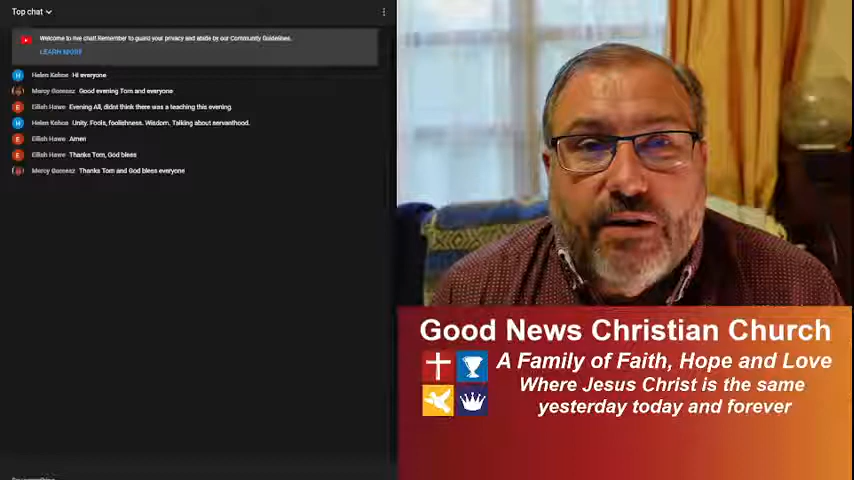 Top chat
Welcome to live chat! Remember to guard your privacy and abide by our Community Guidelines.
LEARN MORE
H Helen Kehoe Hi everyone
Mercy Gomesz Good evening Tom and everyone
E Eilish Hawe Evening All, didnt think there was a teaching this evening.
H Helen Kehoe Unity. Fools, foolishness. Wisdom. Talking about servanthood.
E Eilish Hawe Amen
E Eilish Hawe Thanks Tom, God bless
Mercy Gomesz Thanks Tom and God bless everyone
Good News Christian Church
A Family of Faith, Hope and Love
Where Jesus Christ is the same
yesterday today and forever